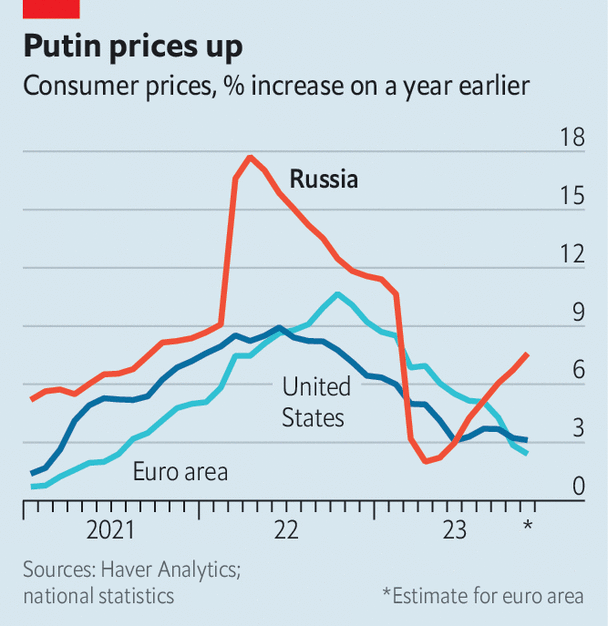 Putin prices up
Consumer prices, % increase on a year earlier
18
Russia
15
12
9
6
United
States
3
Euro area
0
2021 22 23 *
Sources: Haver Analytics;
national statistics
*Estimate for euro area